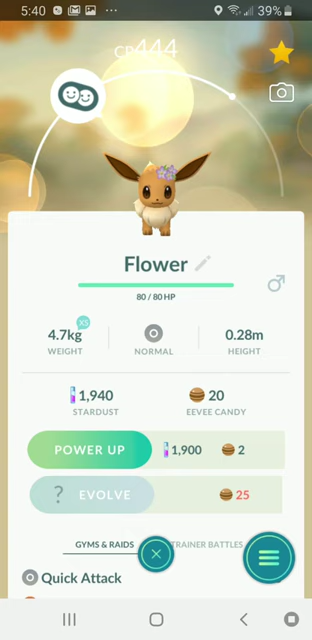 5:40 39%
CP444
Flower
80 / 80 HP
XS
4.7kg 0.28m
WEIGHT NORMAL HEIGHT
1,940 20
STARDUST EEVEE CANDY
POWER UP 1,900 2
? EVOLVE 25
GYMS & RAIDS TRAINER BATTLES
Quick Attack